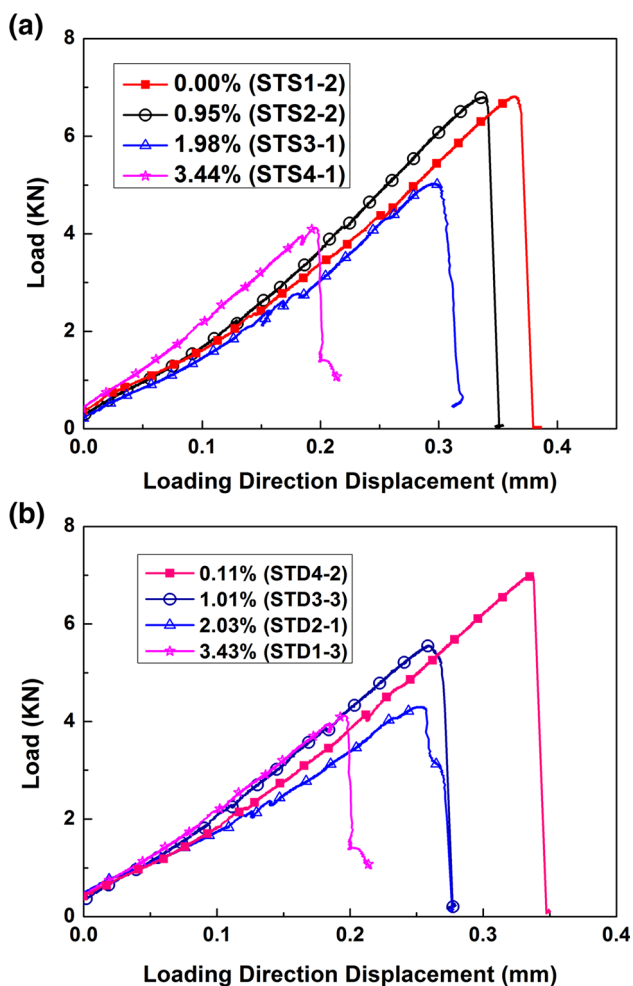 (a)
8
6
4
2
0
Load (KN)
0.00% (STS1-2)
0.95% (STS2-2)
1.98% (STS3-1)
3.44% (STS4-1)
0.0 0.1 0.2 0.3 0.4
Loading Direction Displacement (mm)
(b)
8
6
4
2
0
Load (KN)
0.11% (STD4-2)
1.01% (STD3-3)
2.03% (STD2-1)
3.43% (STD1-3)
0.0 0.1 0.2 0.3 0.4
Loading Direction Displacement (mm)